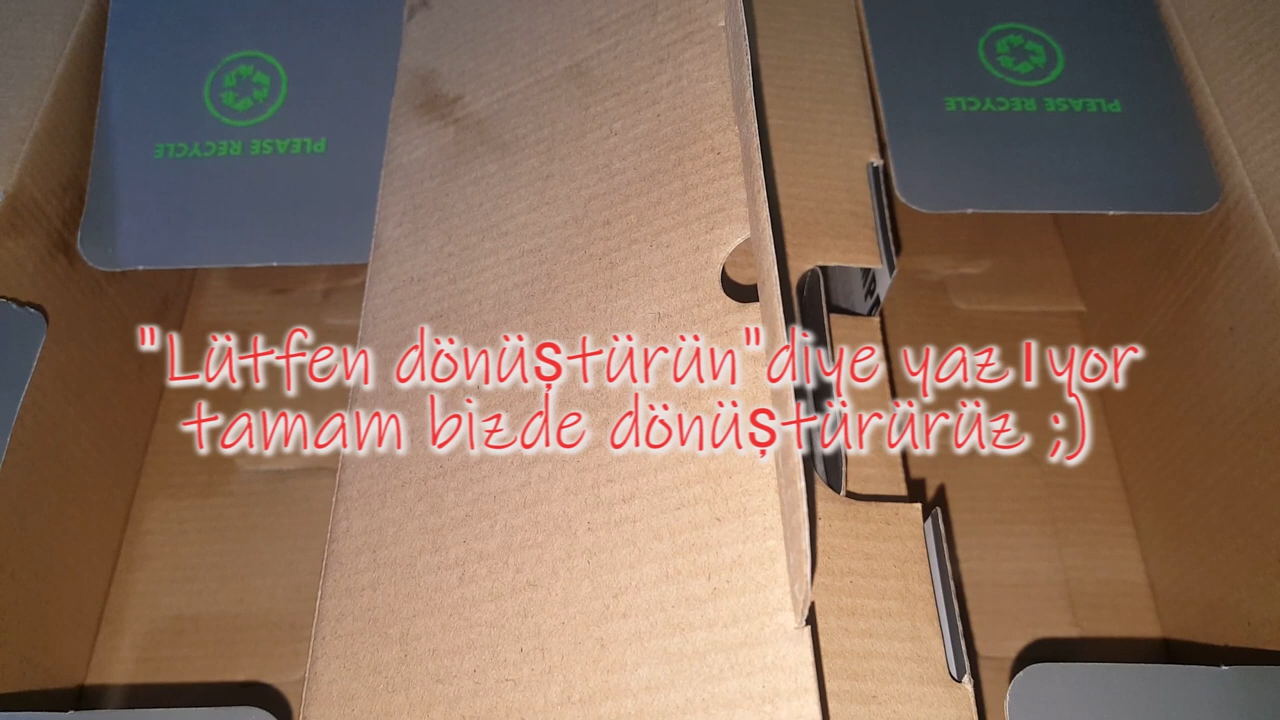 PLEASE RECYCLE
PLEASE RECYCLE
"Lütfen dönüştürün"diye yazıyor
tamam bizde dönüştürürüz ;)